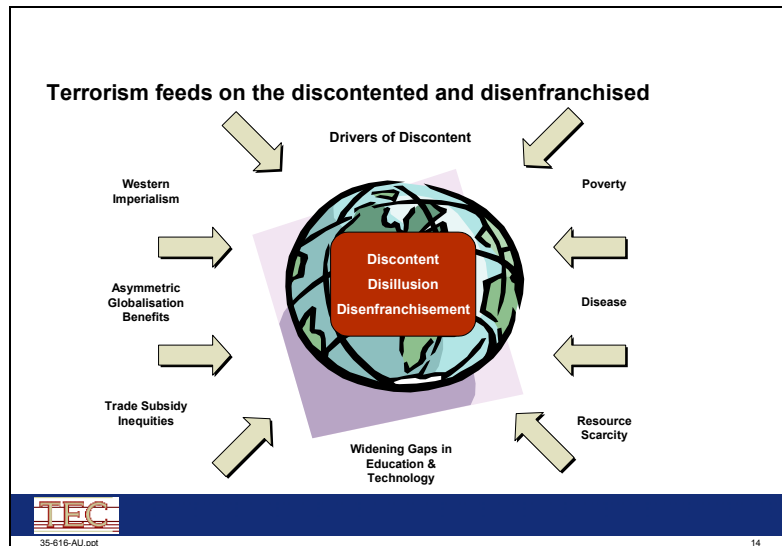 Terrorism feeds on the discontented and disenfranchised
Drivers of Discontent
Western
Imperialism
Asymmetric
Globalisation
Benefits
Trade Subsidy
Inequities
Discontent
Disillusion
Disenfranchisement
Poverty
Disease
Resource
Scarcity
Widening Gaps in
Education &
Technology
TEC
35-616-AU.ppt
14